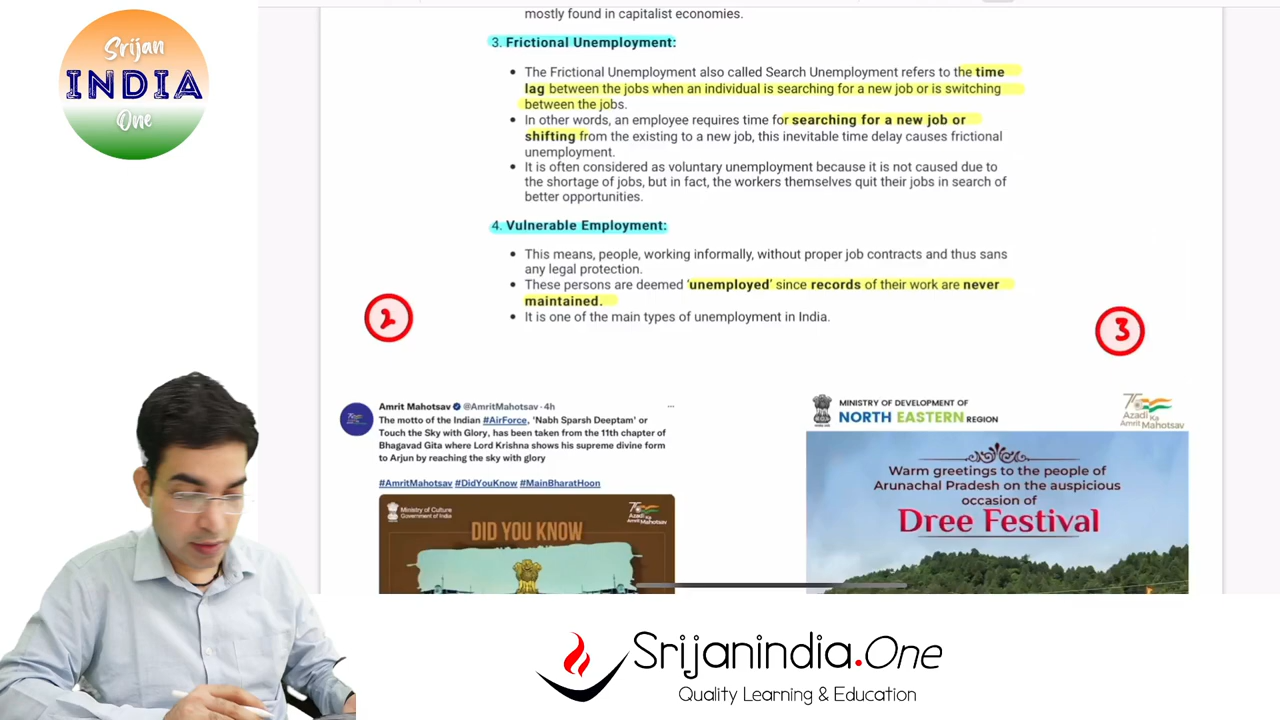 Srijan
INDIA
One
mostly found in capitalist economies.
3. Frictional Unemployment:
• The Frictional Unemployment also called Search Unemployment refers to the time
lag between the jobs when an individual is searching for a new job or is switching
between the jobs.
• In other words, an employee requires time for searching for a new job or
shifting from the existing to a new job, this inevitable time delay causes frictional
unemployment.
• It is often considered as voluntary unemployment because it is not caused due to
the shortage of jobs, but in fact, the workers themselves quit their jobs in search of
better opportunities.
4. Vulnerable Employment:
• This means, people, working informally, without proper job contracts and thus sans
any legal protection.
• These persons are deemed 'unemployed' since records of their work are never
maintained.
• It is one of the main types of unemployment in India.
2
3
Amrit Mahotsav @AmritMahotsav · 4h
The motto of the Indian #AirForce, 'Nabh Sparsh Deeptam' or
Touch the Sky with Glory, has been taken from the 11th chapter of
Bhagavad Gita where Lord Krishna shows his supreme divine form
to Arjun by reaching the sky with glory
#AmritMahotsav #DidYouKnow #MainBharatHoon
Ministry of Culture
Government of India
Azadi Ka
Amrit Mahotsav
DID YOU KNOW
MINISTRY OF DEVELOPMENT OF
NORTH EASTERN REGION
Azadi Ka
Amrit Mahotsav
Warm greetings to the people of
Arunachal Pradesh on the auspicious
occasion of
Dree Festival
Srijanindia.One
Quality Learning & Education